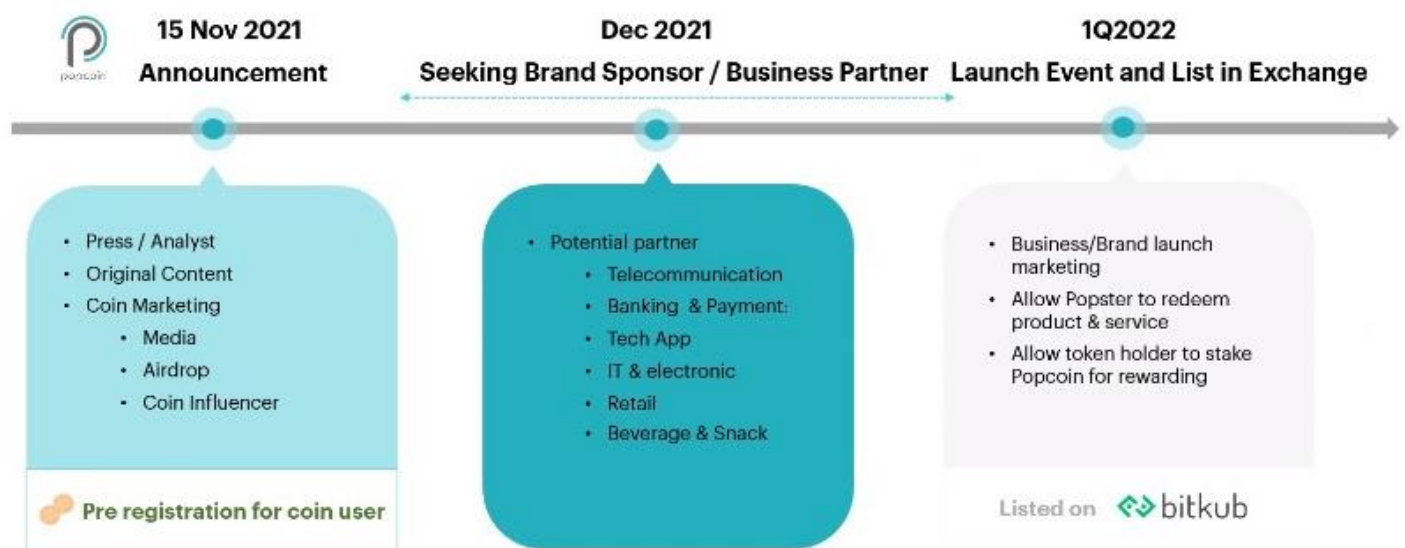 popcoin
15 Nov 2021
Announcement
Dec 2021
Seeking Brand Sponsor / Business Partner
1Q2022
Launch Event and List in Exchange
• Press / Analyst
• Original Content
• Coin Marketing
• Media
• Airdrop
• Coin Influencer
Pre registration for coin user
• Potential partner
• Telecommunication
• Banking & Payment:
• Tech App
• IT & electronic
• Retail
• Beverage & Snack
• Business/Brand launch
marketing
• Allow Popster to redeem
product & service
• Allow token holder to stake
Popcoin for rewarding
Listed on bitkub